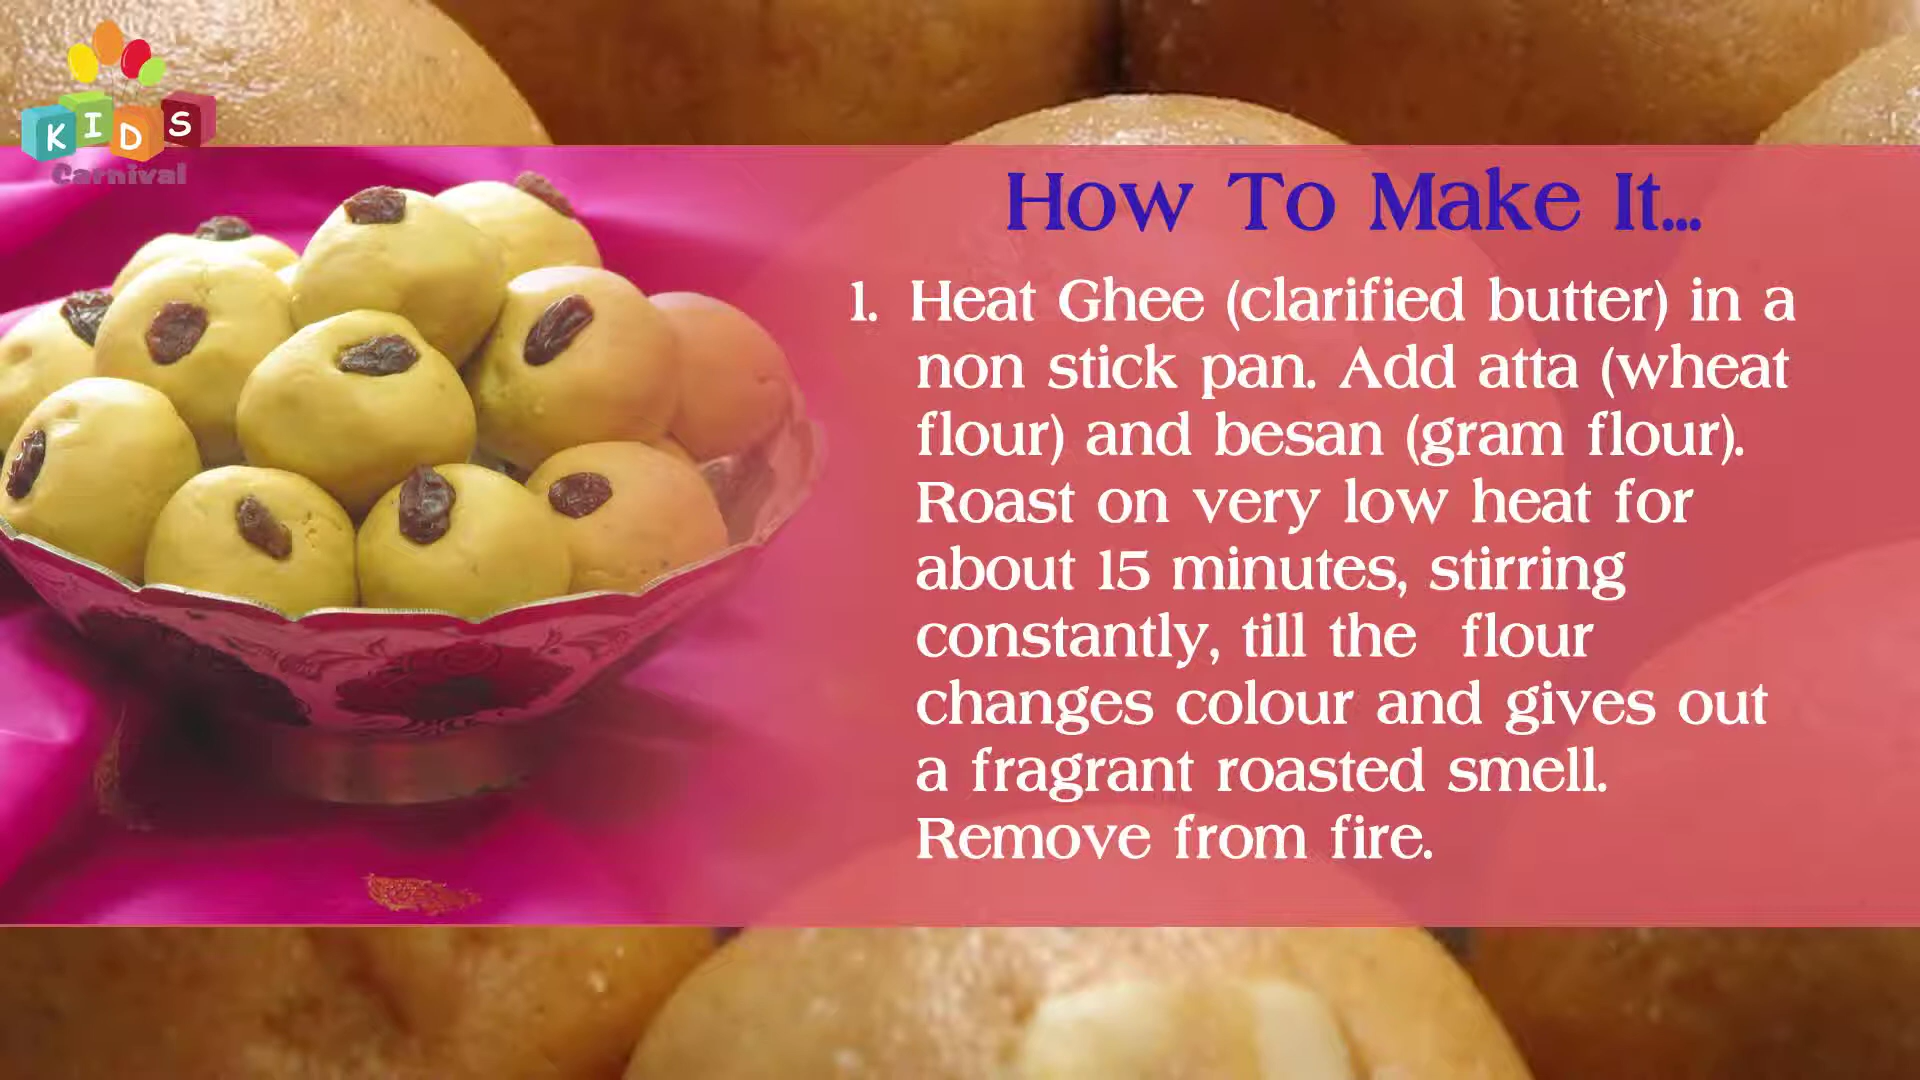 KIDS
Carnival
How To Make It...
1. Heat Ghee (clarified butter) in a
non stick pan. Add atta (wheat
flour) and besan (gram flour).
Roast on very low heat for
about 15 minutes, stirring
constantly, till the flour
changes colour and gives out
a fragrant roasted smell.
Remove from fire.